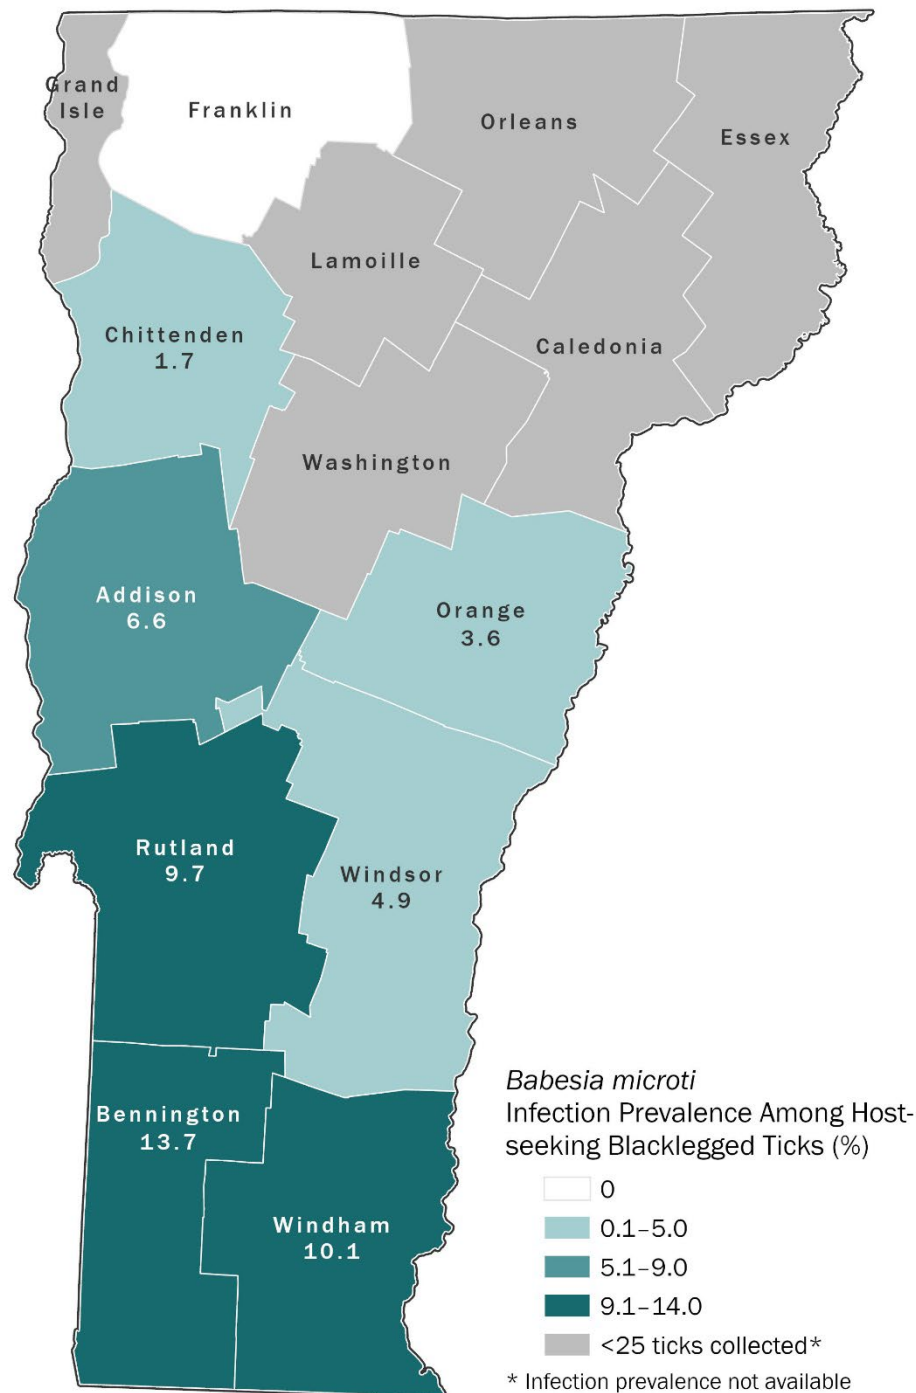 Grand
Isle
Franklin
Orleans
Essex
Lamoille
Chittenden
1.7
Caledonia
Washington
Addison
6.6
Orange
3.6
Rutland
9.7
Windsor
4.9
Bennington
13.7
Windham
10.1
Babesia microti
Infection Prevalence Among Host-
seeking Blacklegged Ticks (%)
0
0.1–5.0
5.1–9.0
9.1–14.0
<25 ticks collected*
* Infection prevalence not available